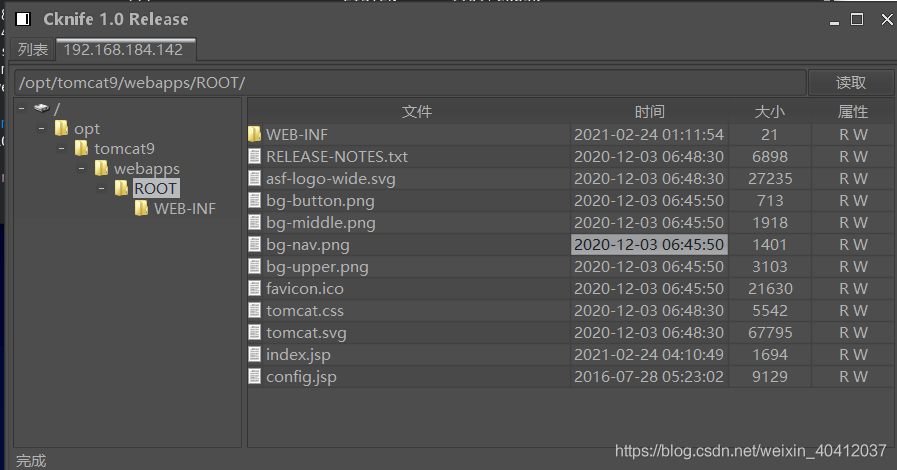 Cknife 1.0 Release
列表 192.168.184.142
/opt/tomcat9/webapps/ROOT/ 读取
/
opt
tomcat9
webapps
ROOT
WEB-INF
文件 时间 大小 属性
WEB-INF 2021-02-24 01:11:54 21 R W
RELEASE-NOTES.txt 2020-12-03 06:48:30 6898 R W
asf-logo-wide.svg 2020-12-03 06:48:30 27235 R W
bg-button.png 2020-12-03 06:45:50 713 R W
bg-middle.png 2020-12-03 06:45:50 1918 R W
bg-nav.png 2020-12-03 06:45:50 1401 R W
bg-upper.png 2020-12-03 06:45:50 3103 R W
favicon.ico 2020-12-03 06:45:50 21630 R W
tomcat.css 2020-12-03 06:48:30 5542 R W
tomcat.svg 2020-12-03 06:48:30 67795 R W
index.jsp 2021-02-24 04:10:49 1694 R W
config.jsp 2016-07-28 05:23:02 9129 R W
完成
https://blog.csdn.net/weixin_40412037